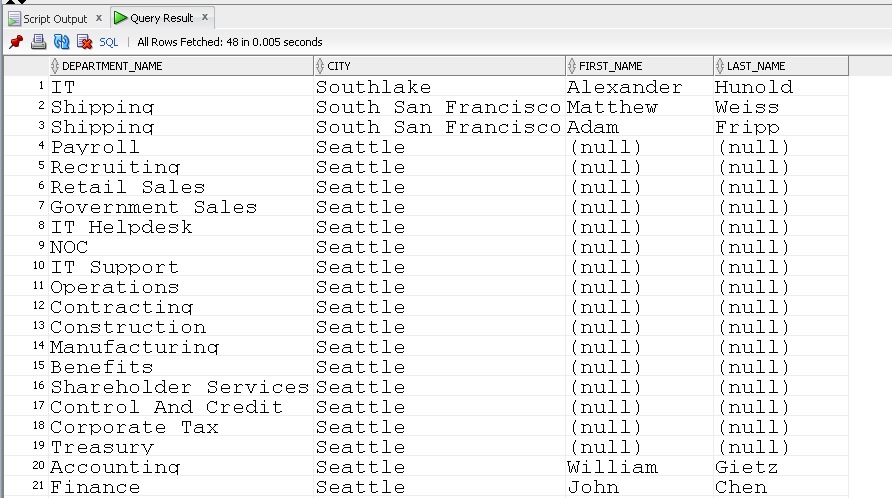 Script Output x Query Result x
SQL | All Rows Fetched: 48 in 0.005 seconds
DEPARTMENT_NAME CITY FIRST_NAME LAST_NAME
1 IT Southlake Alexander Hunold
2 Shipping South San Francisco Matthew Weiss
3 Shipping South San Francisco Adam Fripp
4 Payroll Seattle (null) (null)
5 Recruiting Seattle (null) (null)
6 Retail Sales Seattle (null) (null)
7 Government Sales Seattle (null) (null)
8 IT Helpdesk Seattle (null) (null)
9 NOC Seattle (null) (null)
10 IT Support Seattle (null) (null)
11 Operations Seattle (null) (null)
12 Contracting Seattle (null) (null)
13 Construction Seattle (null) (null)
14 Manufacturing Seattle (null) (null)
15 Benefits Seattle (null) (null)
16 Shareholder Services Seattle (null) (null)
17 Control And Credit Seattle (null) (null)
18 Corporate Tax Seattle (null) (null)
19 Treasury Seattle (null) (null)
20 Accounting Seattle William Gietz
21 Finance Seattle John Chen